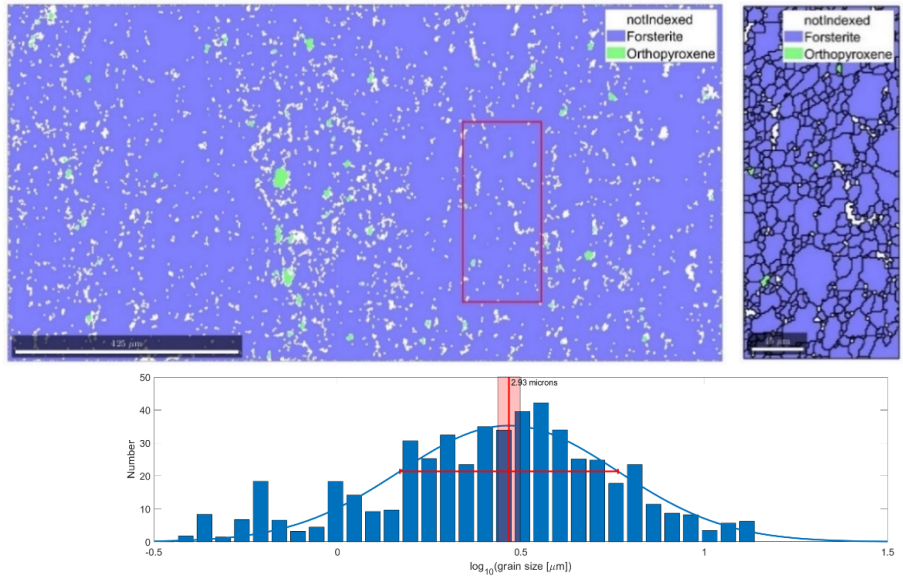 notIndexed
Forsterite
Orthopyroxene
notIndexed
Forsterite
Orthopyroxene
125 μm
50
40
30
20
10
0
Number
2.93 microns
-0.5
0
0.5
1
1.5
log10(grain size [μm])